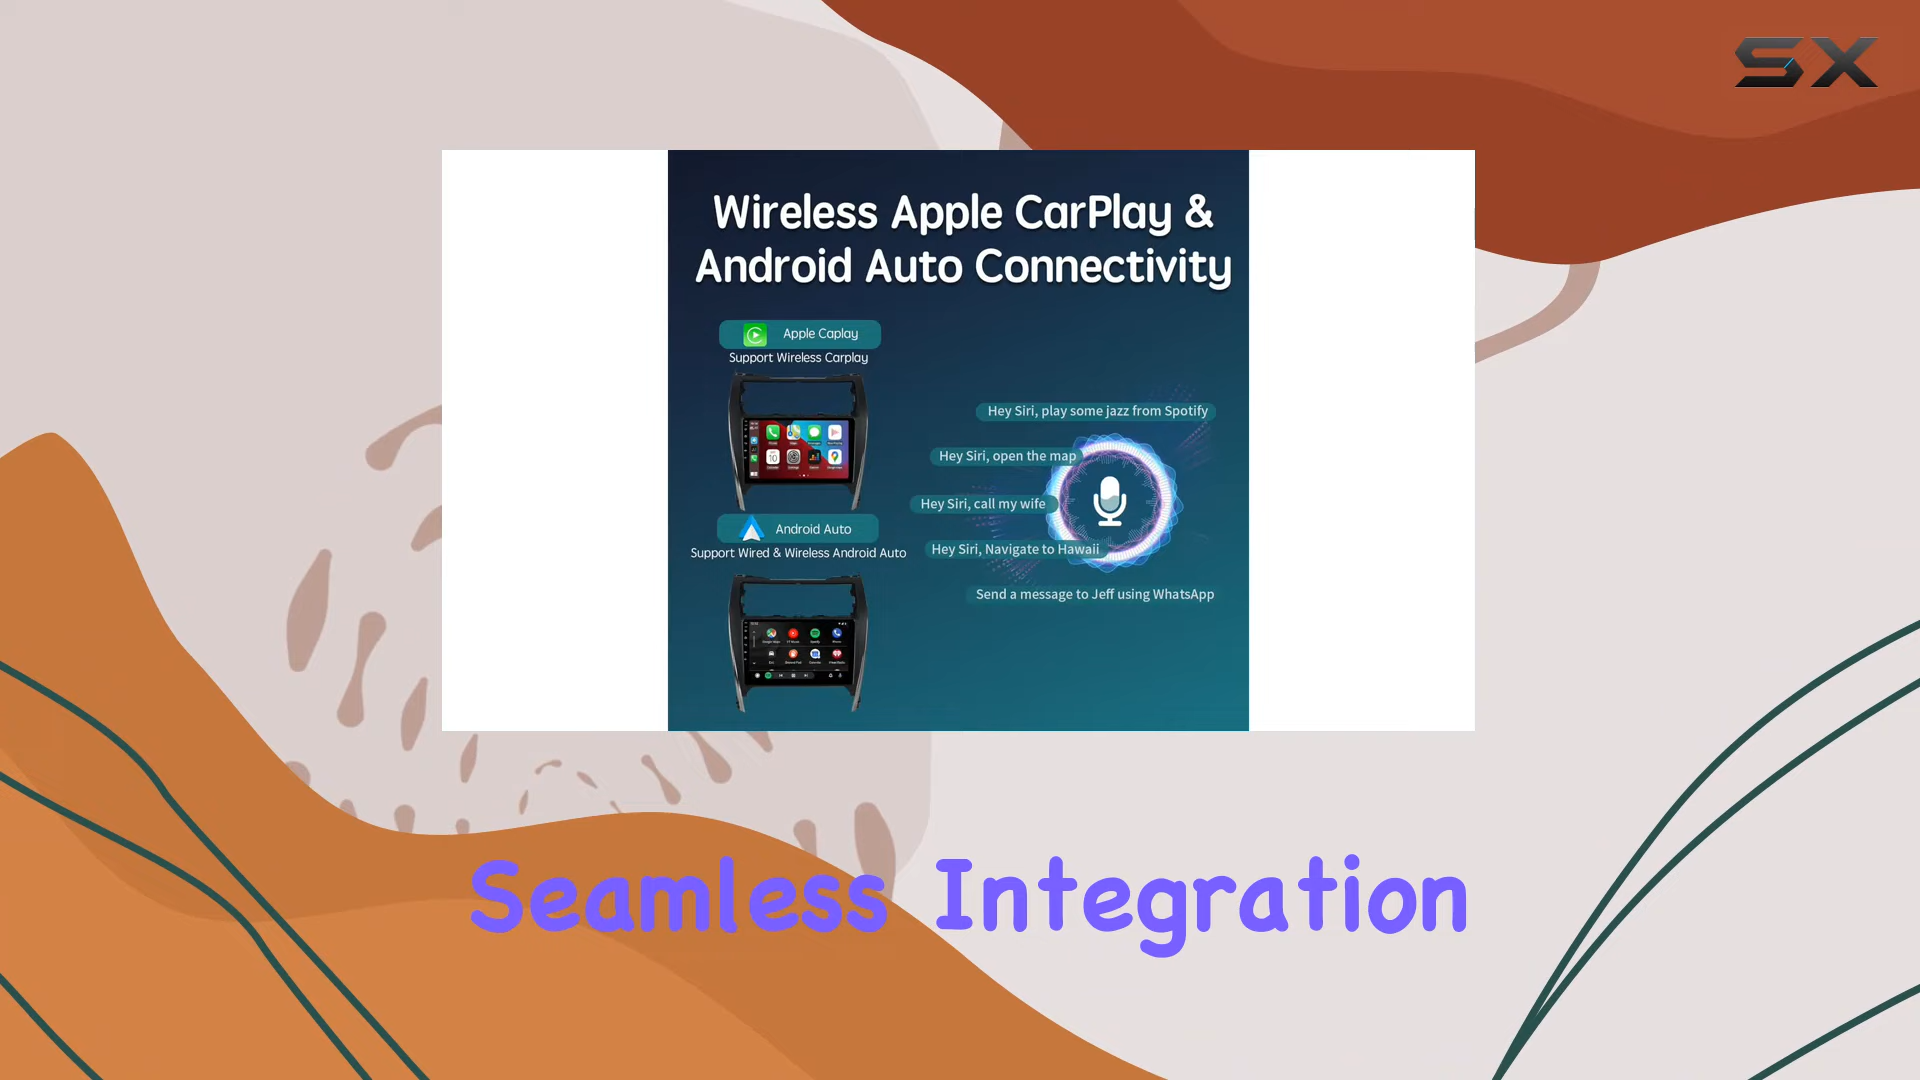 SX
Wireless Apple CarPlay &
Android Auto Connectivity
Apple Caplay
Support Wireless Carplay
Hey Siri, play some jazz from Spotify
Hey Siri, open the map
Hey Siri, call my wife
Android Auto
Hey Siri, Navigate to Hawaii
Support Wired & Wireless Android Auto
Send a message to Jeff using WhatsApp
Seamless Integration